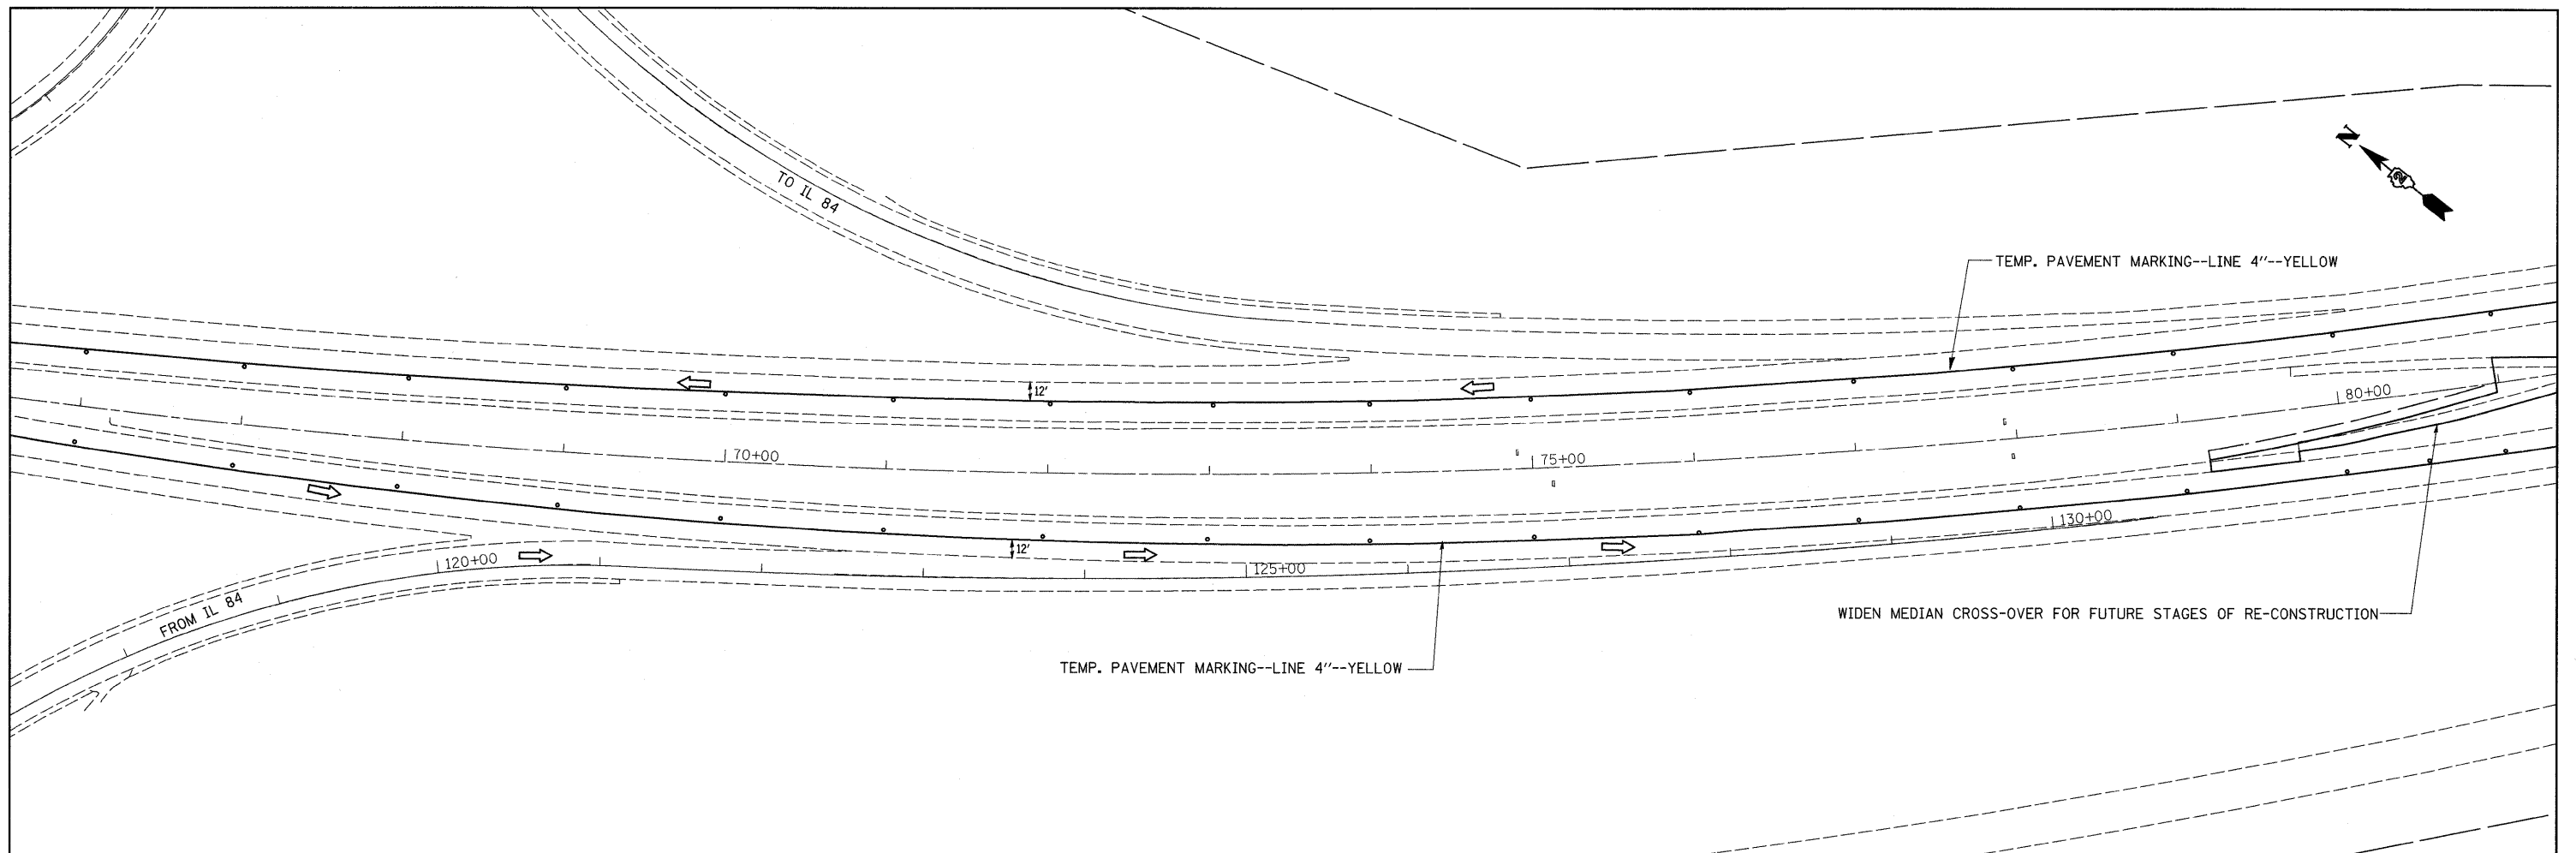 N
TO IL 84
TEMP. PAVEMENT MARKING--LINE 4"--YELLOW
12'
80+00
70+00
75+00
130+00
12'
120+00
125+00
FROM IL 84
WIDEN MEDIAN CROSS-OVER FOR FUTURE STAGES OF RE-CONSTRUCTION
TEMP. PAVEMENT MARKING--LINE 4"--YELLOW